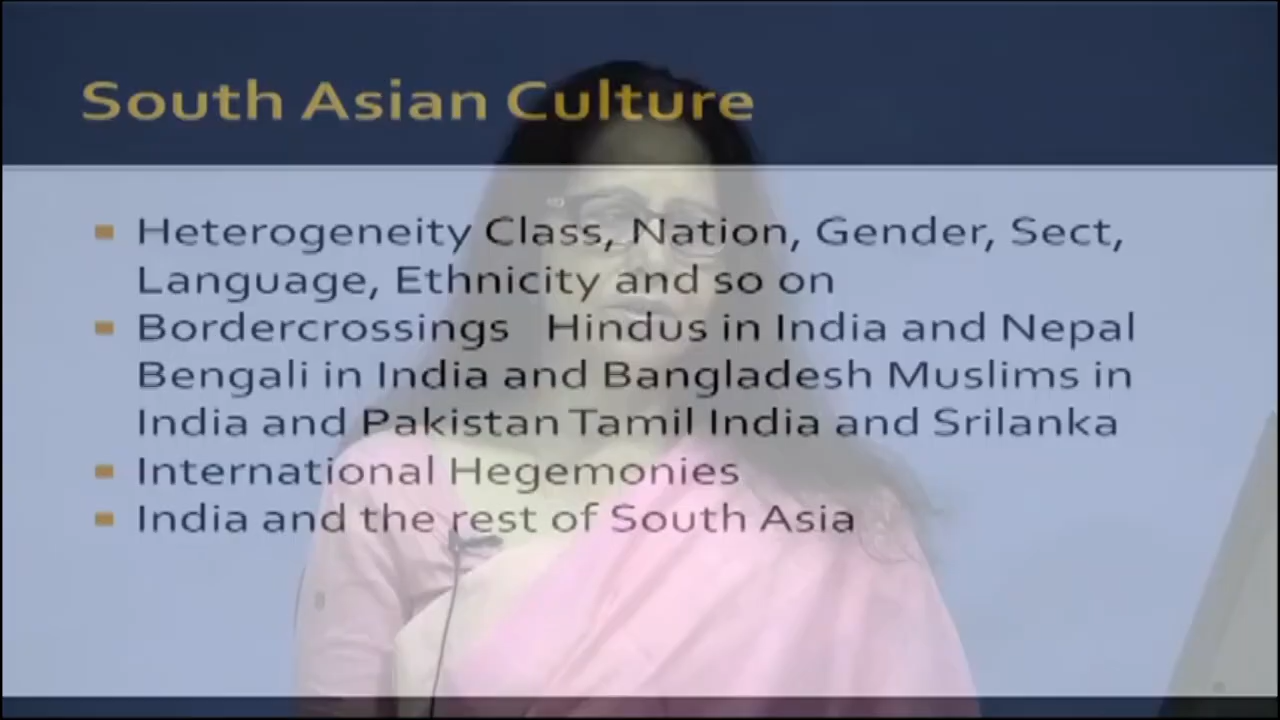 South Asian Culture
Heterogeneity Class, Nation, Gender, Sect,
Language, Ethnicity and so on
Bordercrossings Hindus in India and Nepal
Bengali in India and Bangladesh Muslims in
India and Pakistan Tamil India and Srilanka
International Hegemonies
India and the rest of South Asia